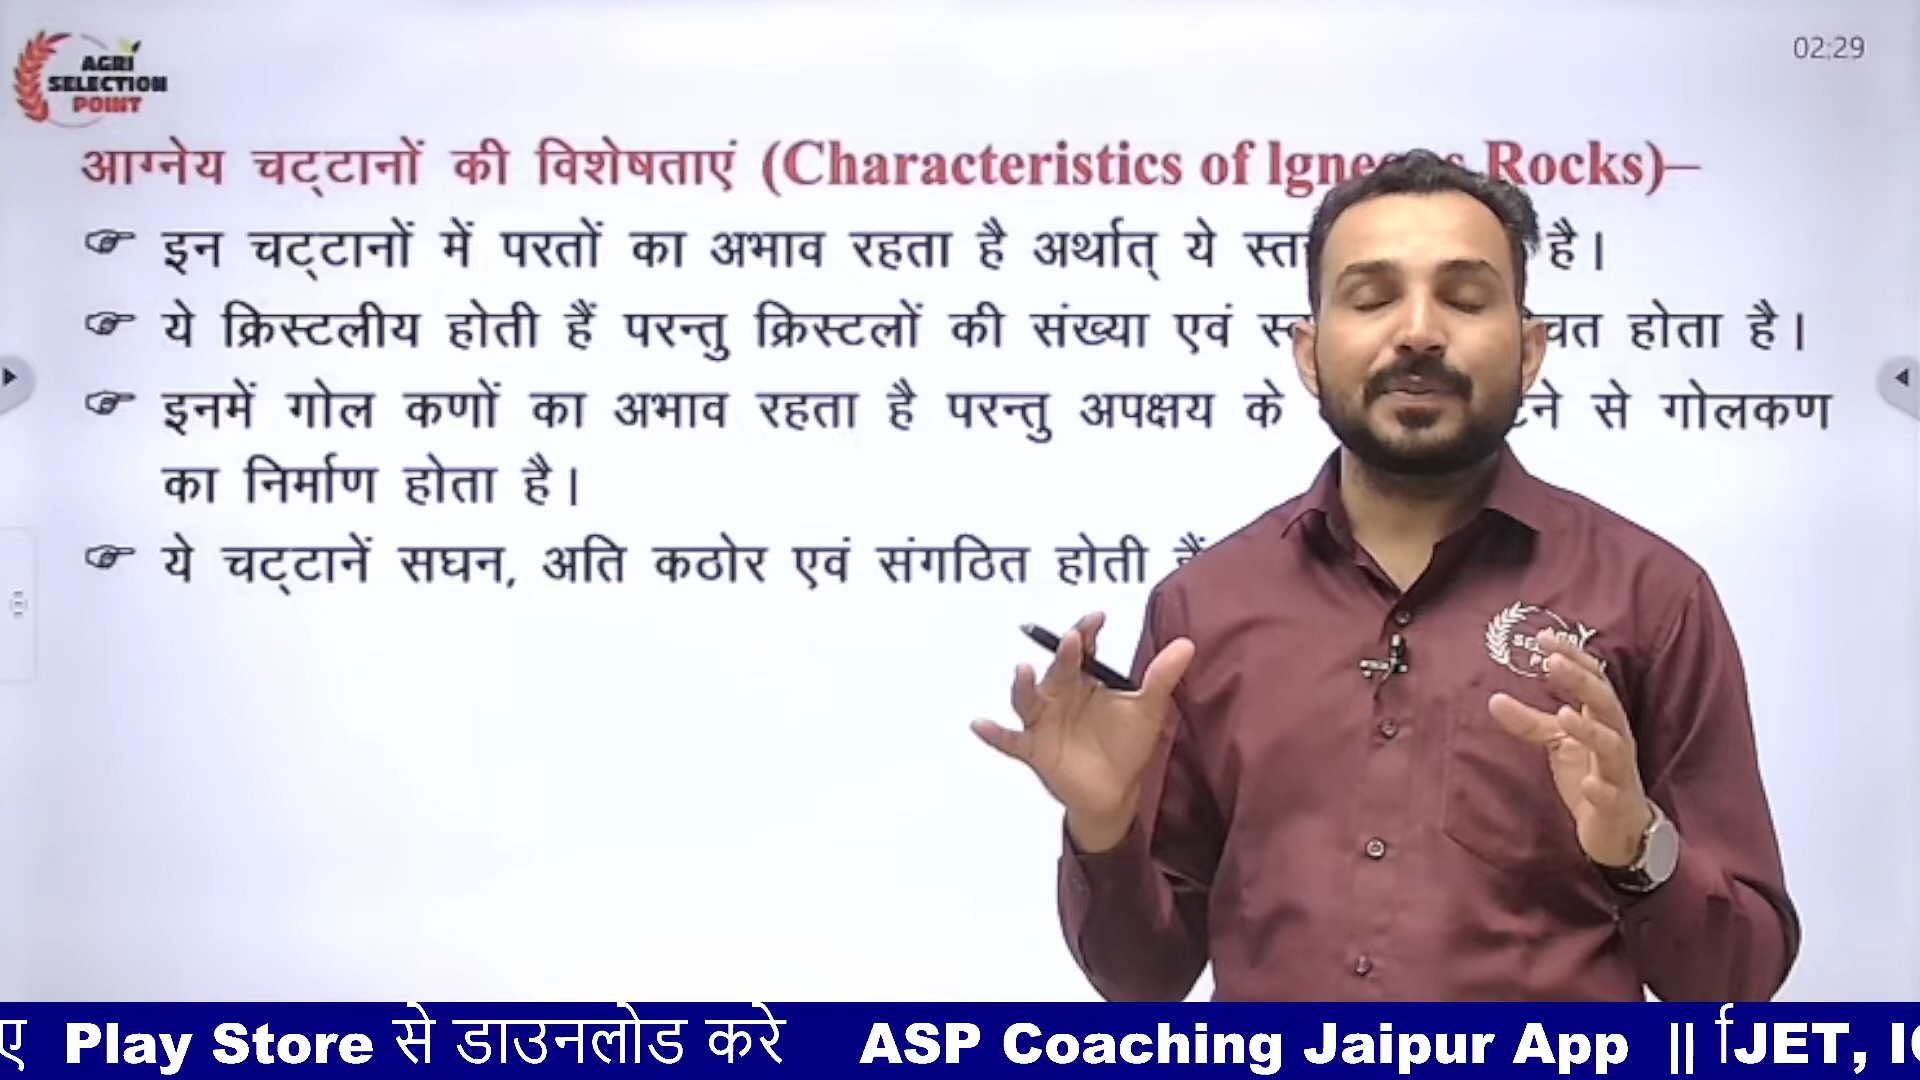 AGRI
SELECTION
POINT
02:29
आग्नेय चट्टानों की विशेषताएं (Characteristics of Rocks)–
इन चट्टानों में परतों का अभाव रहता है अर्थात् ये है।
ये क्रिस्टलीय होती हैं परन्तु क्रिस्टलों की संख्या एवं होता है।
इनमें गोल कणों का अभाव रहता है परन्तु अपक्षय के से गोलकण
का निर्माण होता है।
ये चट्टानें सघन, अति कठोर एवं संगठित होती
Play Store से डाउनलोड करे ASP Coaching Jaipur App || JET,